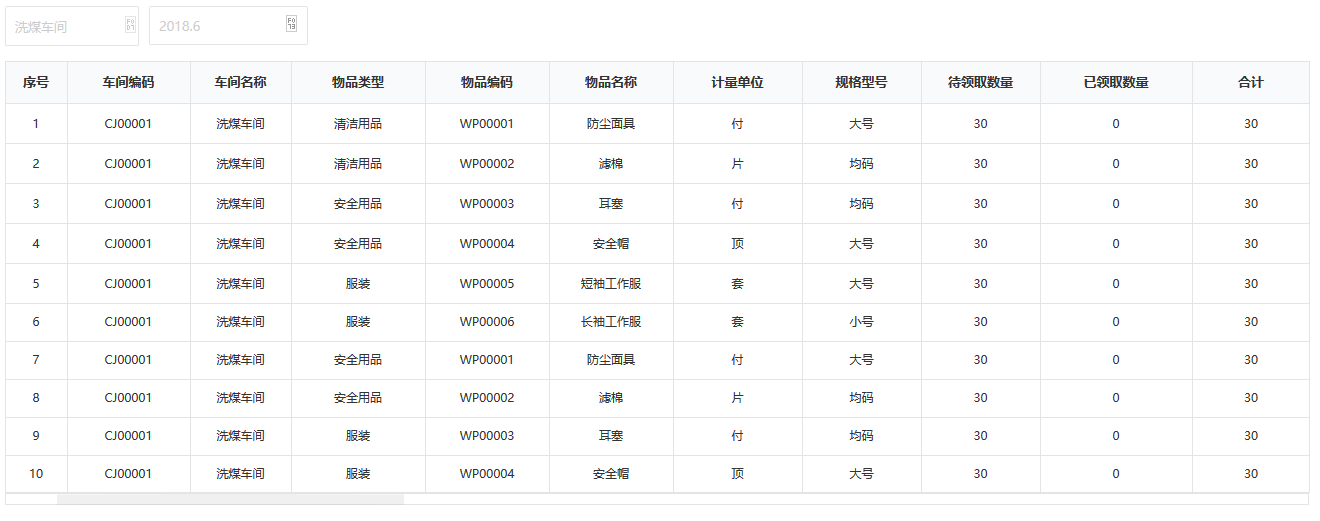 洗煤车间 2018.6
序号 车间编码 车间名称 物品类型 物品编码 物品名称 计量单位 规格型号 待领取数量 已领取数量 合计
1 CJ00001 洗煤车间 清洁用品 WP00001 防尘面具 付 大号 30 0 30
2 CJ00001 洗煤车间 清洁用品 WP00002 滤棉 片 均码 30 0 30
3 CJ00001 洗煤车间 安全用品 WP00003 耳塞 付 均码 30 0 30
4 CJ00001 洗煤车间 安全用品 WP00004 安全帽 顶 大号 30 0 30
5 CJ00001 洗煤车间 服装 WP00005 短袖工作服 套 大号 30 0 30
6 CJ00001 洗煤车间 服装 WP00006 长袖工作服 套 小号 30 0 30
7 CJ00001 洗煤车间 安全用品 WP00001 防尘面具 付 大号 30 0 30
8 CJ00001 洗煤车间 安全用品 WP00002 滤棉 片 均码 30 0 30
9 CJ00001 洗煤车间 服装 WP00003 耳塞 付 均码 30 0 30
10 CJ00001 洗煤车间 服装 WP00004 安全帽 顶 大号 30 0 30